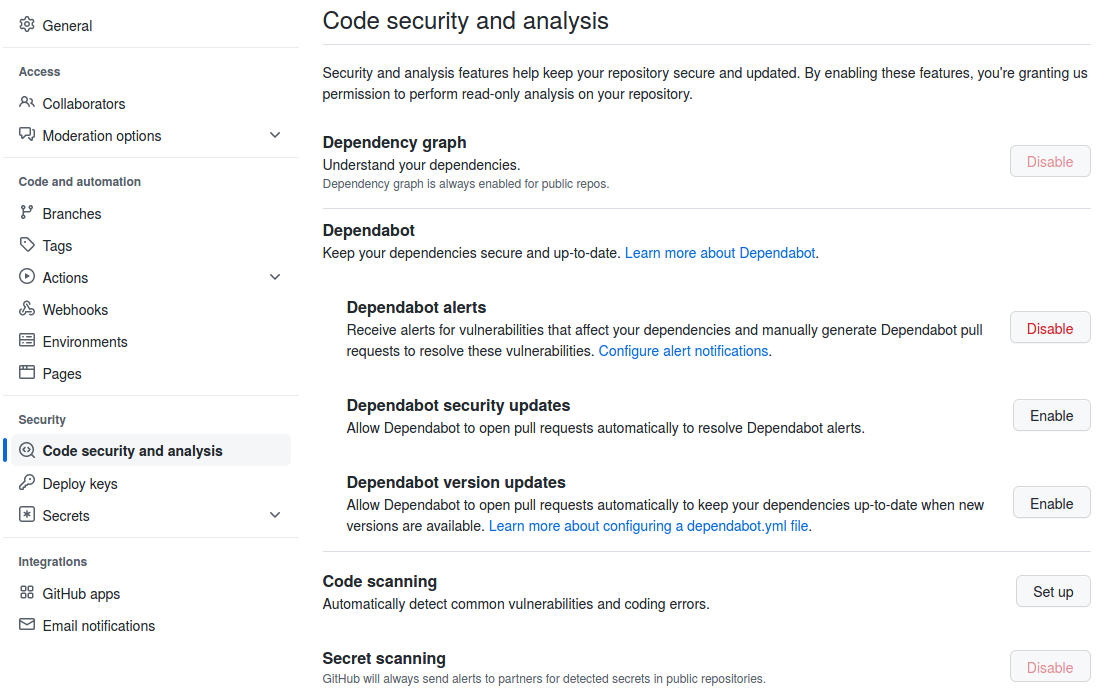 General
Access
Collaborators
Moderation options
Code and automation
Branches
Tags
Actions
Webhooks
Environments
Pages
Security
Code security and analysis
Deploy keys
Secrets
Integrations
GitHub apps
Email notifications
Code security and analysis
Security and analysis features help keep your repository secure and updated. By enabling these features, you're granting us
permission to perform read-only analysis on your repository.
Dependency graph
Understand your dependencies.
Dependency graph is always enabled for public repos.
Disable
Dependabot
Keep your dependencies secure and up-to-date. Learn more about Dependabot.
Dependabot alerts
Receive alerts for vulnerabilities that affect your dependencies and manually generate Dependabot pull
requests to resolve these vulnerabilities. Configure alert notifications.
Disable
Dependabot security updates
Allow Dependabot to open pull requests automatically to resolve Dependabot alerts.
Enable
Dependabot version updates
Allow Dependabot to open pull requests automatically to keep your dependencies up-to-date when new
versions are available. Learn more about configuring a dependabot.yml file.
Enable
Code scanning
Automatically detect common vulnerabilities and coding errors.
Set up
Secret scanning
GitHub will always send alerts to partners for detected secrets in public repositories.
Disable